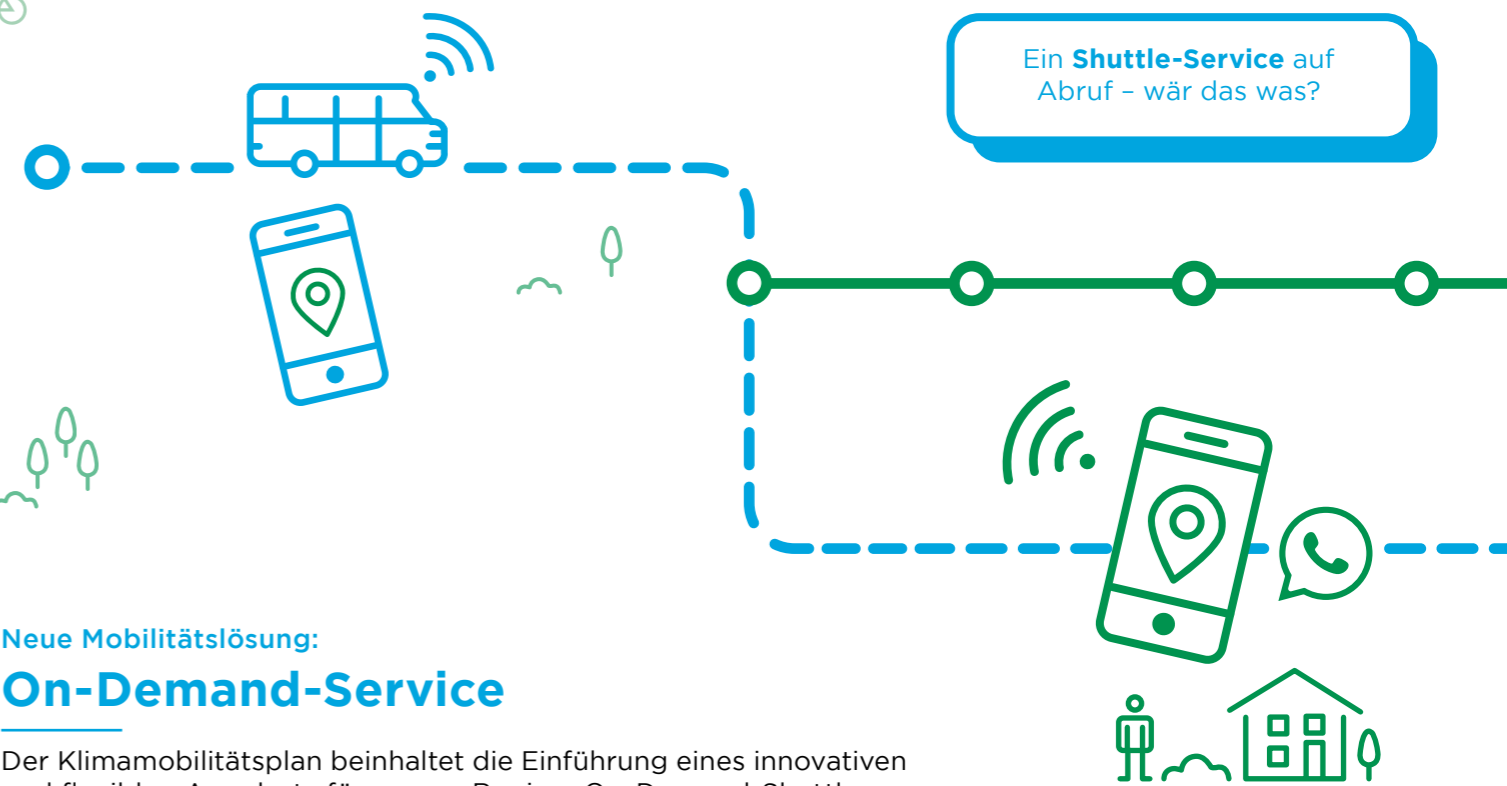 Ein Shuttle-Service auf
Abruf – wär das was?
Neue Mobilitätslösung:
On-Demand-Service
Der Klimamobilitätsplan beinhaltet die Einführung eines innovativen